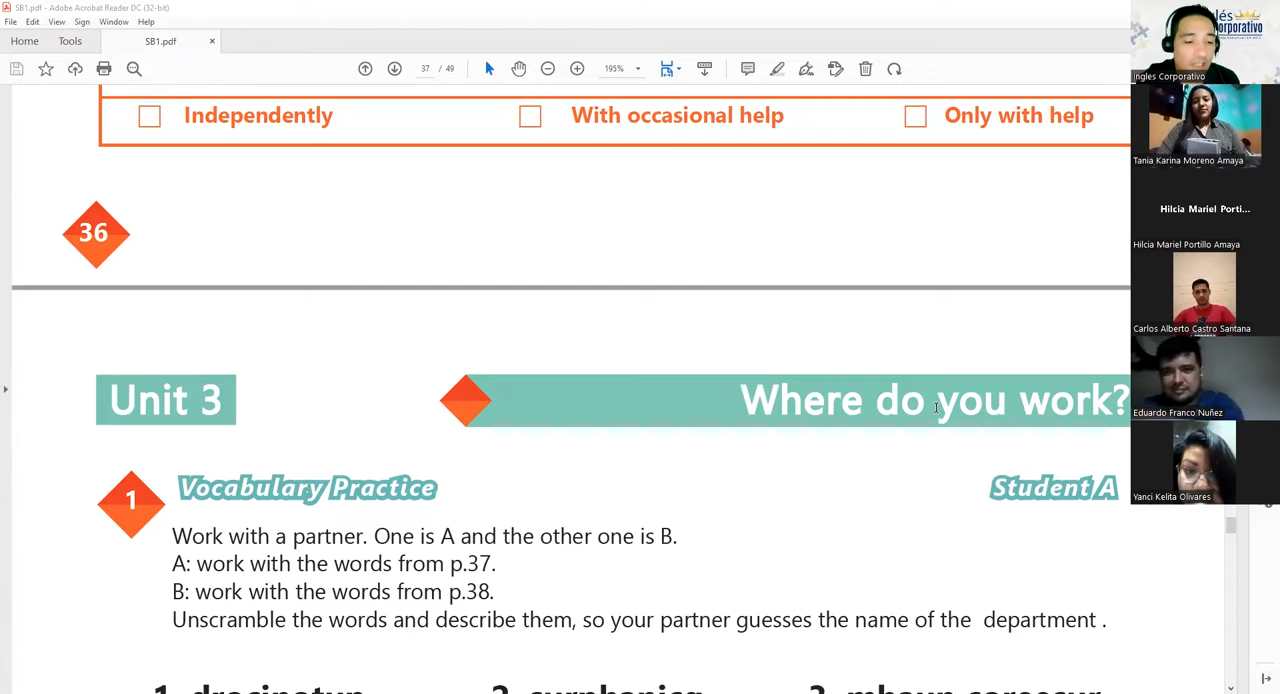 SB1.pdf - Adobe Acrobat Reader DC (32-bit)
File Edit View Sign Window Help
Home Tools SB1.pdf ×
37 / 49 195%
Independently With occasional help Only with help
36
Unit 3 Where do you work?
1 Vocabulary Practice Student A
Work with a partner. One is A and the other one is B.
A: work with the words from p.37.
B: work with the words from p.38.
Unscramble the words and describe them, so your partner guesses the name of the department .
Corporativo
Ingles Corporativo
Tania Karina Moreno Amaya
Hilcia Mariel Porti...
Hilcia Mariel Portillo Amaya
Carlos Alberto Castro Santana
Eduardo Franco Nuñez
Yanci Kelita Olivares